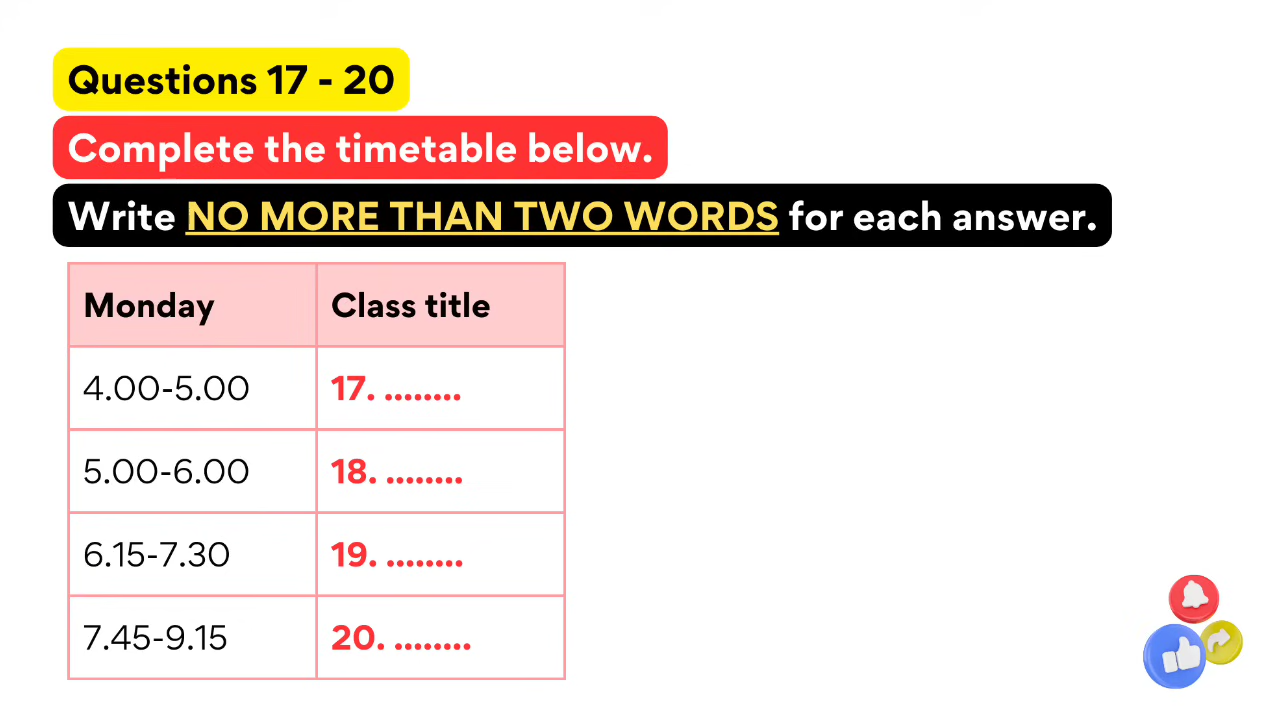 Questions 17 - 20
Complete the timetable below.
Write NO MORE THAN TWO WORDS for each answer.
Monday Class title
4.00-5.00 17. ........
5.00-6.00 18. ........
6.15-7.30 19. ........
7.45-9.15 20. ........